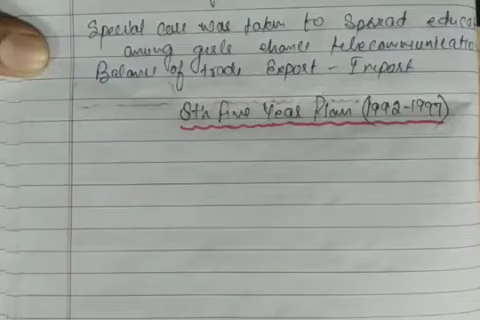 Special care was taken to Spread educa
among girls ehance telecommunicatio
Balance of trade Export - Import
8th five Year Plan (1992-1997)